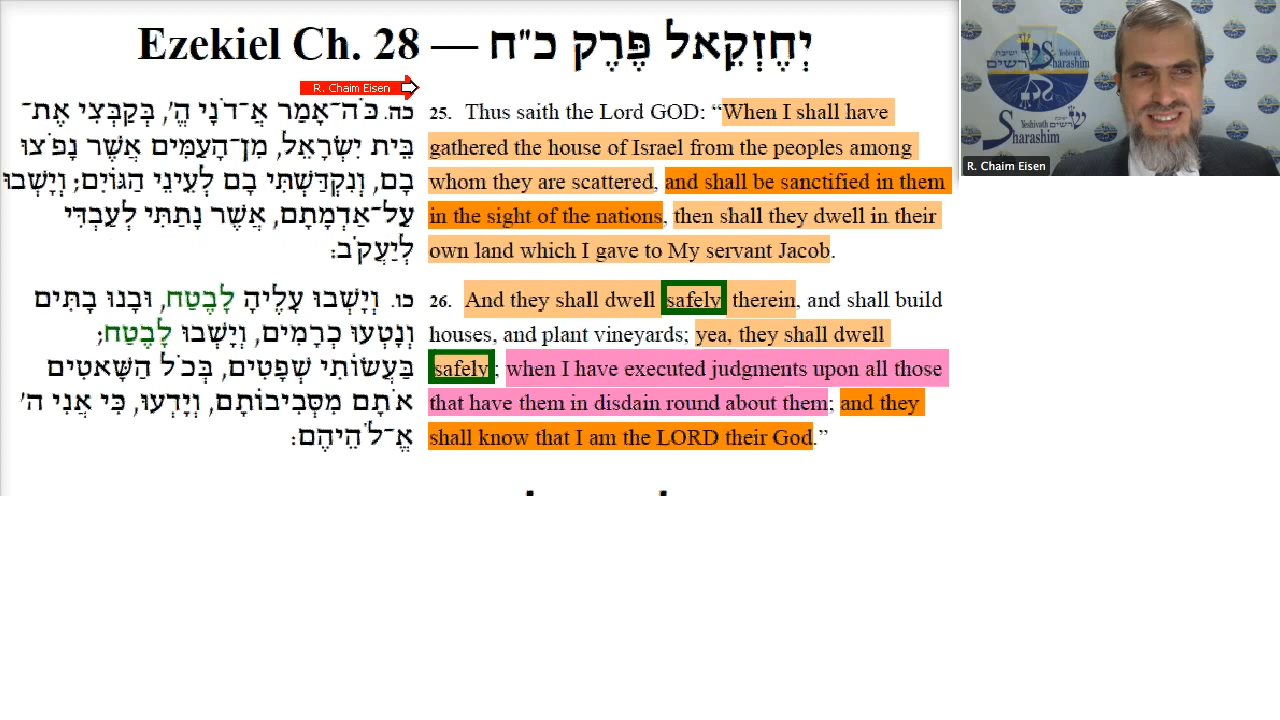 Ezekiel Ch. 28 — יְחֶזְקֵאל פֶּרֶק כ"ח
R. Chaim Eisen
כה. כֹּה־אָמַר אֲ־דֹנָי הֱ', בְּקַבְּצִי אֶת־
בֵּית יִשְׂרָאֵל, מִן־הָעַמִּים אֲשֶׁר נָפֹצוּ
בָם, וְנִקְדַּשְׁתִּי בָם לְעֵינֵי הַגּוֹיִם; וְיָשְׁבוּ
עַל־אַדְמָתָם, אֲשֶׁר נָתַתִּי לְעַבְדִּי
לְיַעֲקֹב:
25. Thus saith the Lord GOD: “When I shall have
gathered the house of Israel from the peoples among
whom they are scattered, and shall be sanctified in them
in the sight of the nations, then shall they dwell in their
own land which I gave to My servant Jacob.
כו. וְיָשְׁבוּ עָלֶיהָ לָבֶטַח, וּבָנוּ בָתִּים
וְנָטְעוּ כְרָמִים, וְיָשְׁבוּ לָבֶטַח;
בַּעֲשׂוֹתִי שְׁפָטִים, בְּכֹל הַשָּׁאטִים
אֹתָם מִסְּבִיבוֹתָם, וְיָדְעוּ, כִּי אֲנִי ה'
אֱ־לֹהֵיהֶם:
26. And they shall dwell safely therein, and shall build
houses, and plant vineyards; yea, they shall dwell
safely; when I have executed judgments upon all those
that have them in disdain round about them; and they
shall know that I am the LORD their God.”
ישיבת
שרשים
Yeshivath
Sharashim
Yeshivath שרשים
Sharashim
R. Chaim Eisen